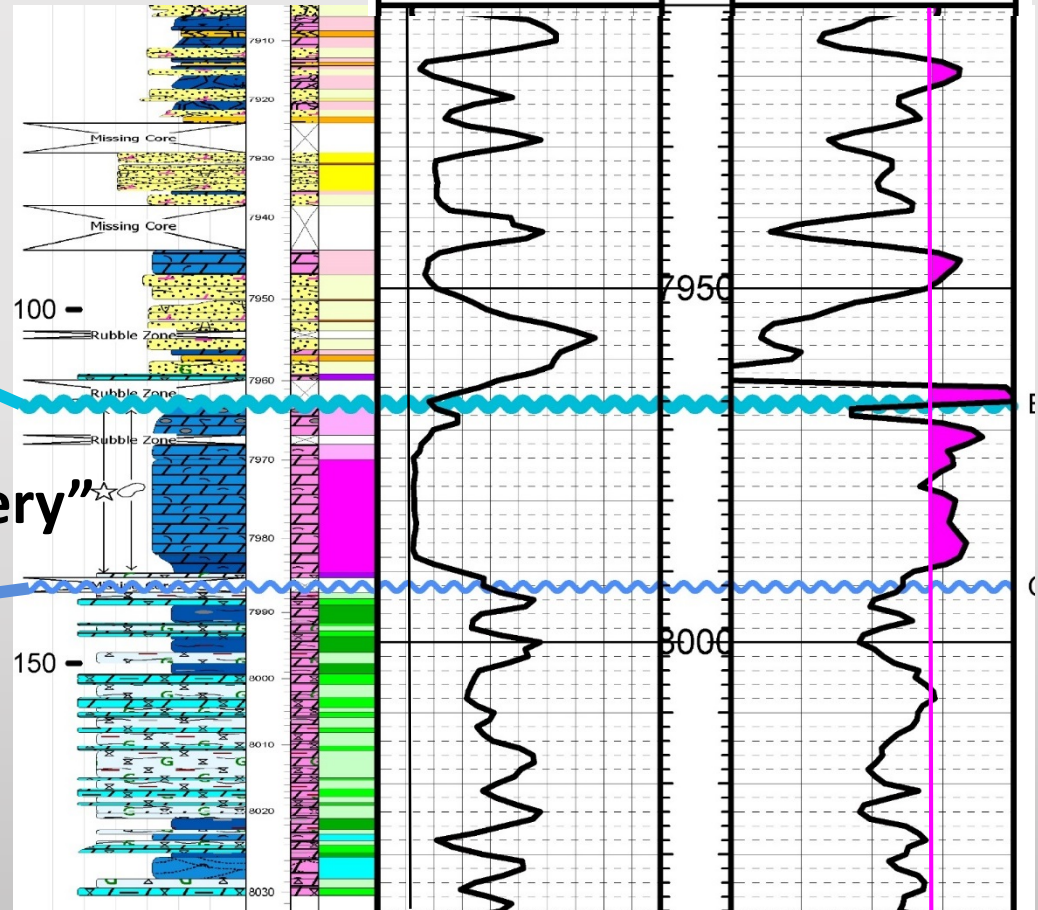 7910
7920
Missing Core
7930
Missing Core
7940
7950
7950
100
Rubble Zone
G
7960
Rubble Zone
Rubble Zone
7970
ery”
7980
7990
G
G
8000
150
8000
G
G
8010
G
G
G
8020
G
G
8030